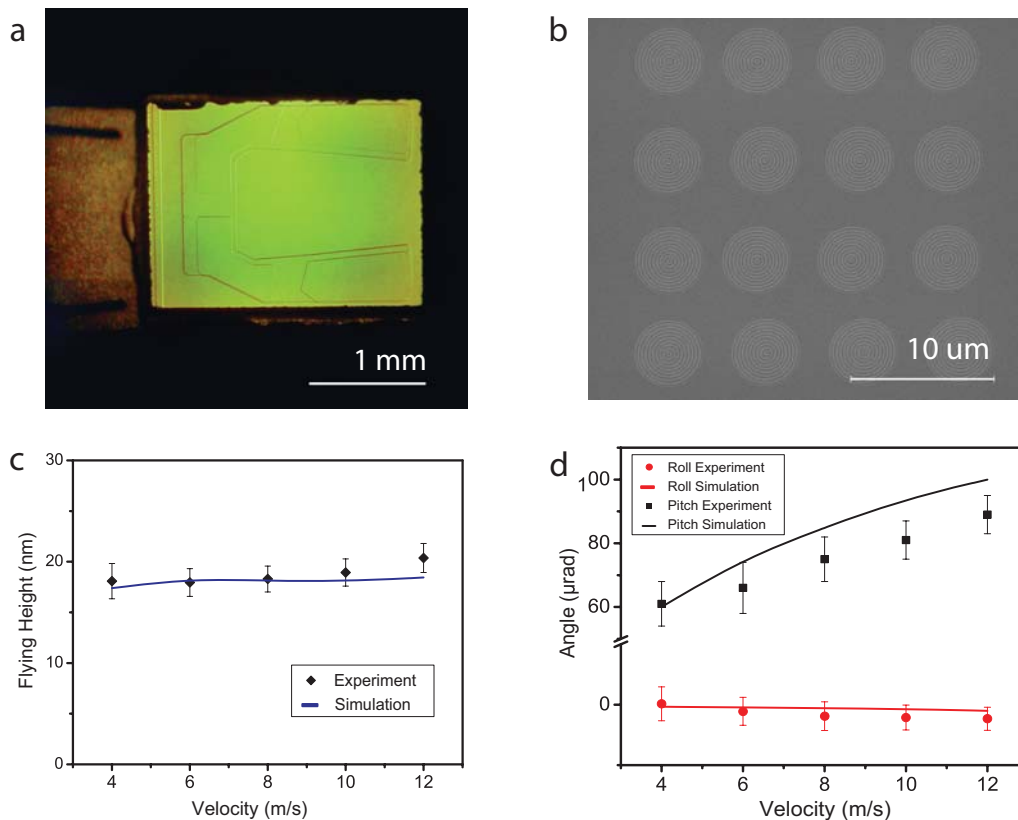 a
1 mm
b
10 um
c
30
20
10
0
Flying Height (nm)
Experiment
Simulation
4 6 8 10 12
Velocity (m/s)
d
Roll Experiment
Roll Simulation
Pitch Experiment
Pitch Simulation
100
80
60
0
Angle (µrad)
4 6 8 10 12
Velocity (m/s)